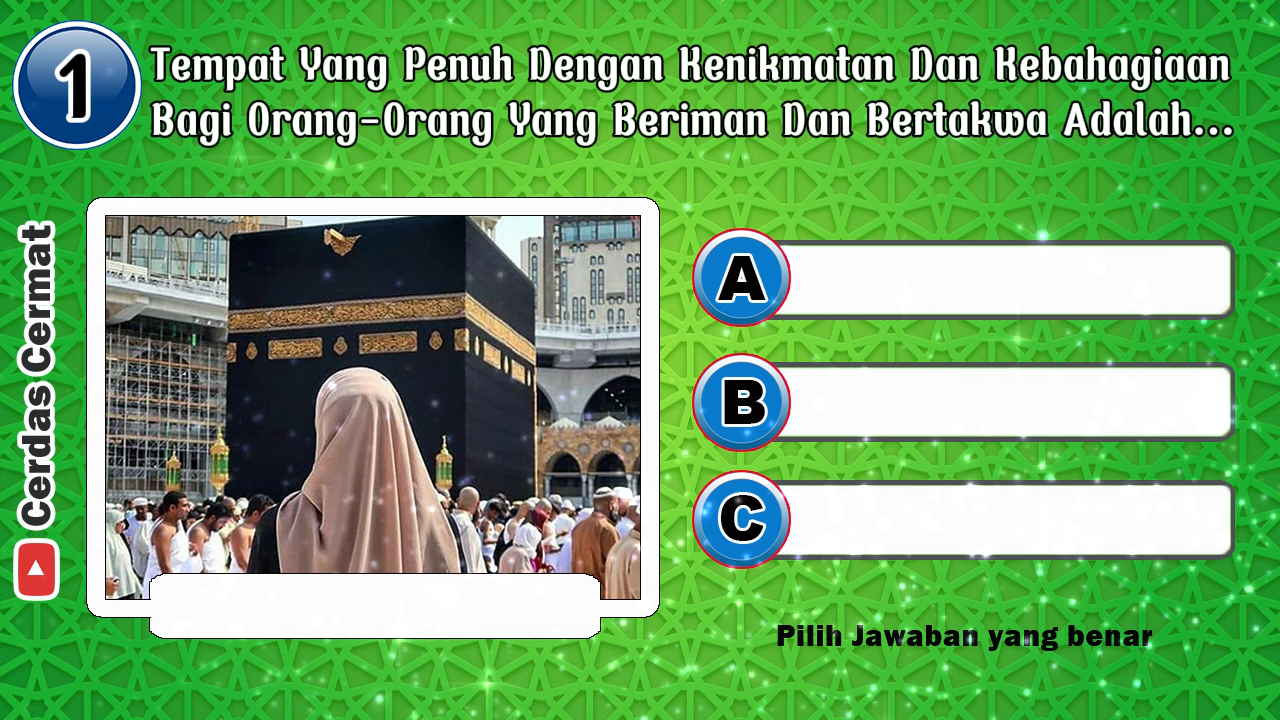 1
Tempat Yang Penuh Dengan Kenikmatan Dan Kebahagiaan
Bagi Orang-Orang Yang Beriman Dan Bertakwa Adalah...
Cerdas Cermat
A
B
C
Pilih Jawaban yang benar